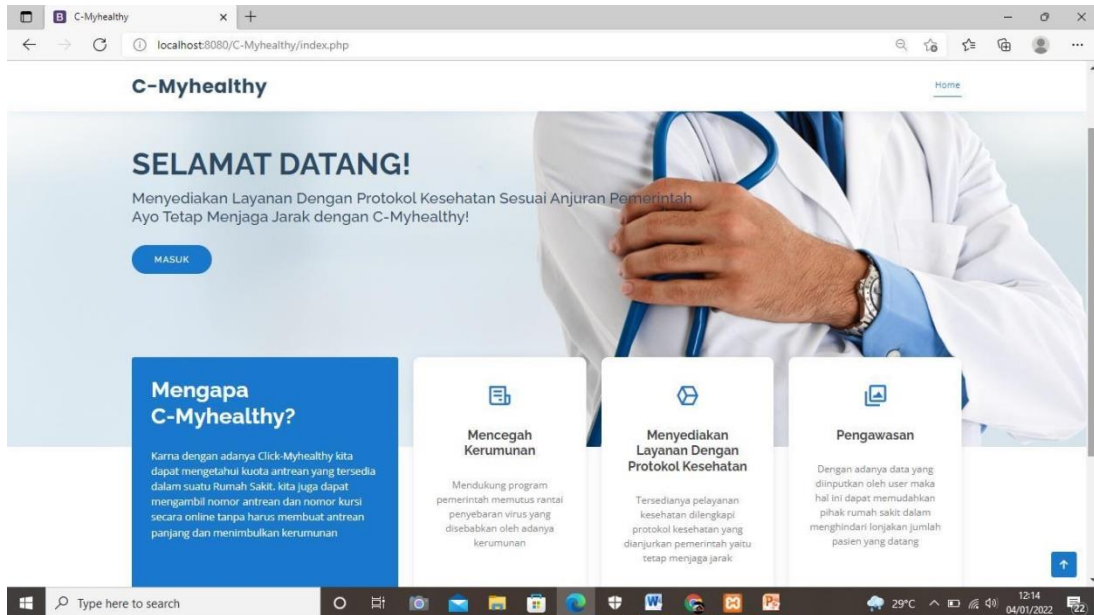 C-Myhealthy
localhost:8080/C-Myhealthy/index.php
C-Myhealthy
Home
SELAMAT DATANG!
Menyediakan Layanan Dengan Protokol Kesehatan Sesuai Anjuran Pemerintah
Ayo Tetap Menjaga Jarak dengan C-Myhealthy!
MASUK
Mengapa
C-Myhealthy?
Karna dengan adanya Click-Myhealthy kita
dapat mengetahui kuota antrean yang tersedia
dalam suatu Rumah Sakit. kita juga dapat
mengambil nomor antrean dan nomor kursi
secara online tanpa harus membuat antrean
panjang dan menimbulkan kerumunan
Mencegah
Kerumunan
Mendukung program
pemerintah memutus rantai
penyebaran virus yang
disebabkan oleh adanya
kerumunan
Menyediakan
Layanan Dengan
Protokol Kesehatan
Tersedianya pelayanan
kesehatan dilengkapi
protokol kesehatan yang
dianjurkan pemerintah yaitu
tetap menjaga jarak
Pengawasan
Dengan adanya data yang
diinputkan oleh user maka
hal ini dapat memudahkan
pihak rumah sakit dalam
menghindari lonjakan jumlah
pasien yang datang
Type here to search
29°C
12:14
04/01/2022
22